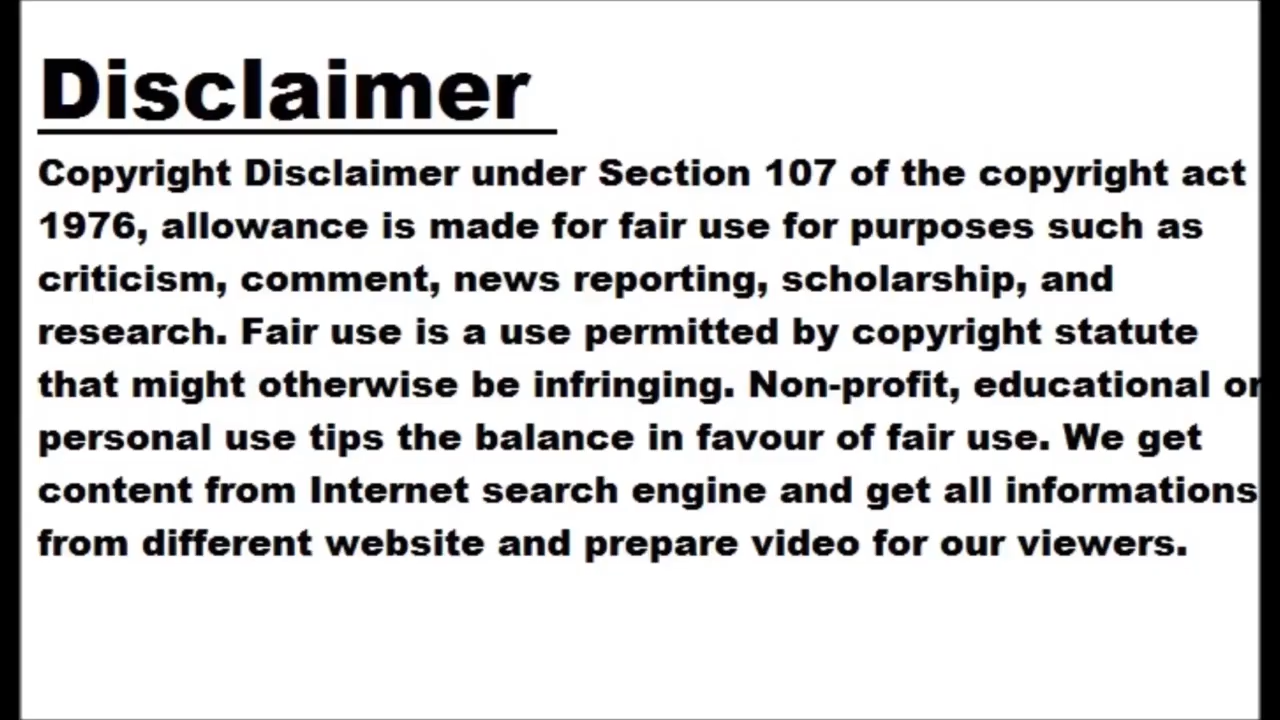 Disclaimer
Copyright Disclaimer under Section 107 of the copyright act
1976, allowance is made for fair use for purposes such as
criticism, comment, news reporting, scholarship, and
research. Fair use is a use permitted by copyright statute
that might otherwise be infringing. Non-profit, educational or
personal use tips the balance in favour of fair use. We get
content from Internet search engine and get all informations
from different website and prepare video for our viewers.